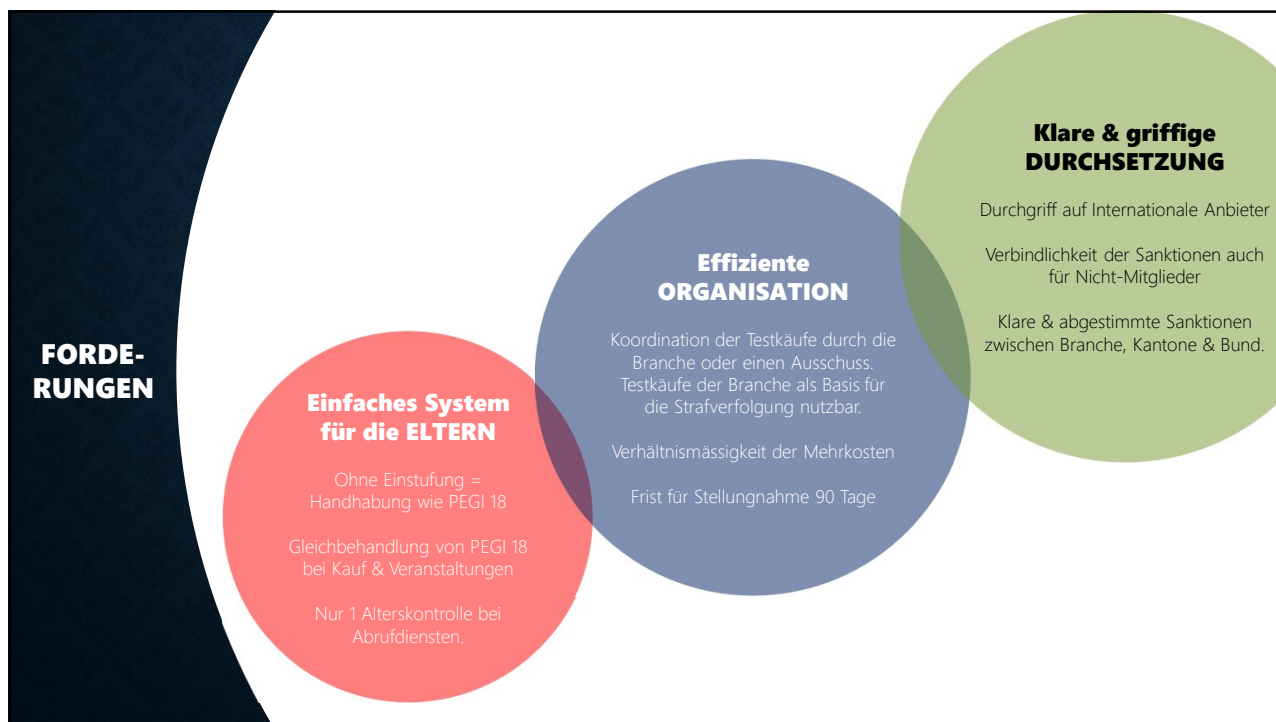 FORDE-
RUNGEN
Einfaches System
für die ELTERN
Ohne Einstufung =
Handhabung wie PEGI 18
Gleichbehandlung von PEGI 18
bei Kauf & Veranstaltungen
Nur 1 Alterskontrolle bei
Abrufdiensten.
Effiziente
ORGANISATION
Koordination der Testkäufe durch die
Branche oder einen Ausschuss.
Testkäufe der Branche als Basis für
die Strafverfolgung nutzbar.
Verhältnismässigkeit der Mehrkosten
Frist für Stellungnahme 90 Tage
Klare & griffige
DURCHSETZUNG
Durchgriff auf Internationale Anbieter
Verbindlichkeit der Sanktionen auch
für Nicht-Mitglieder
Klare & abgestimmte Sanktionen
zwischen Branche, Kantone & Bund.